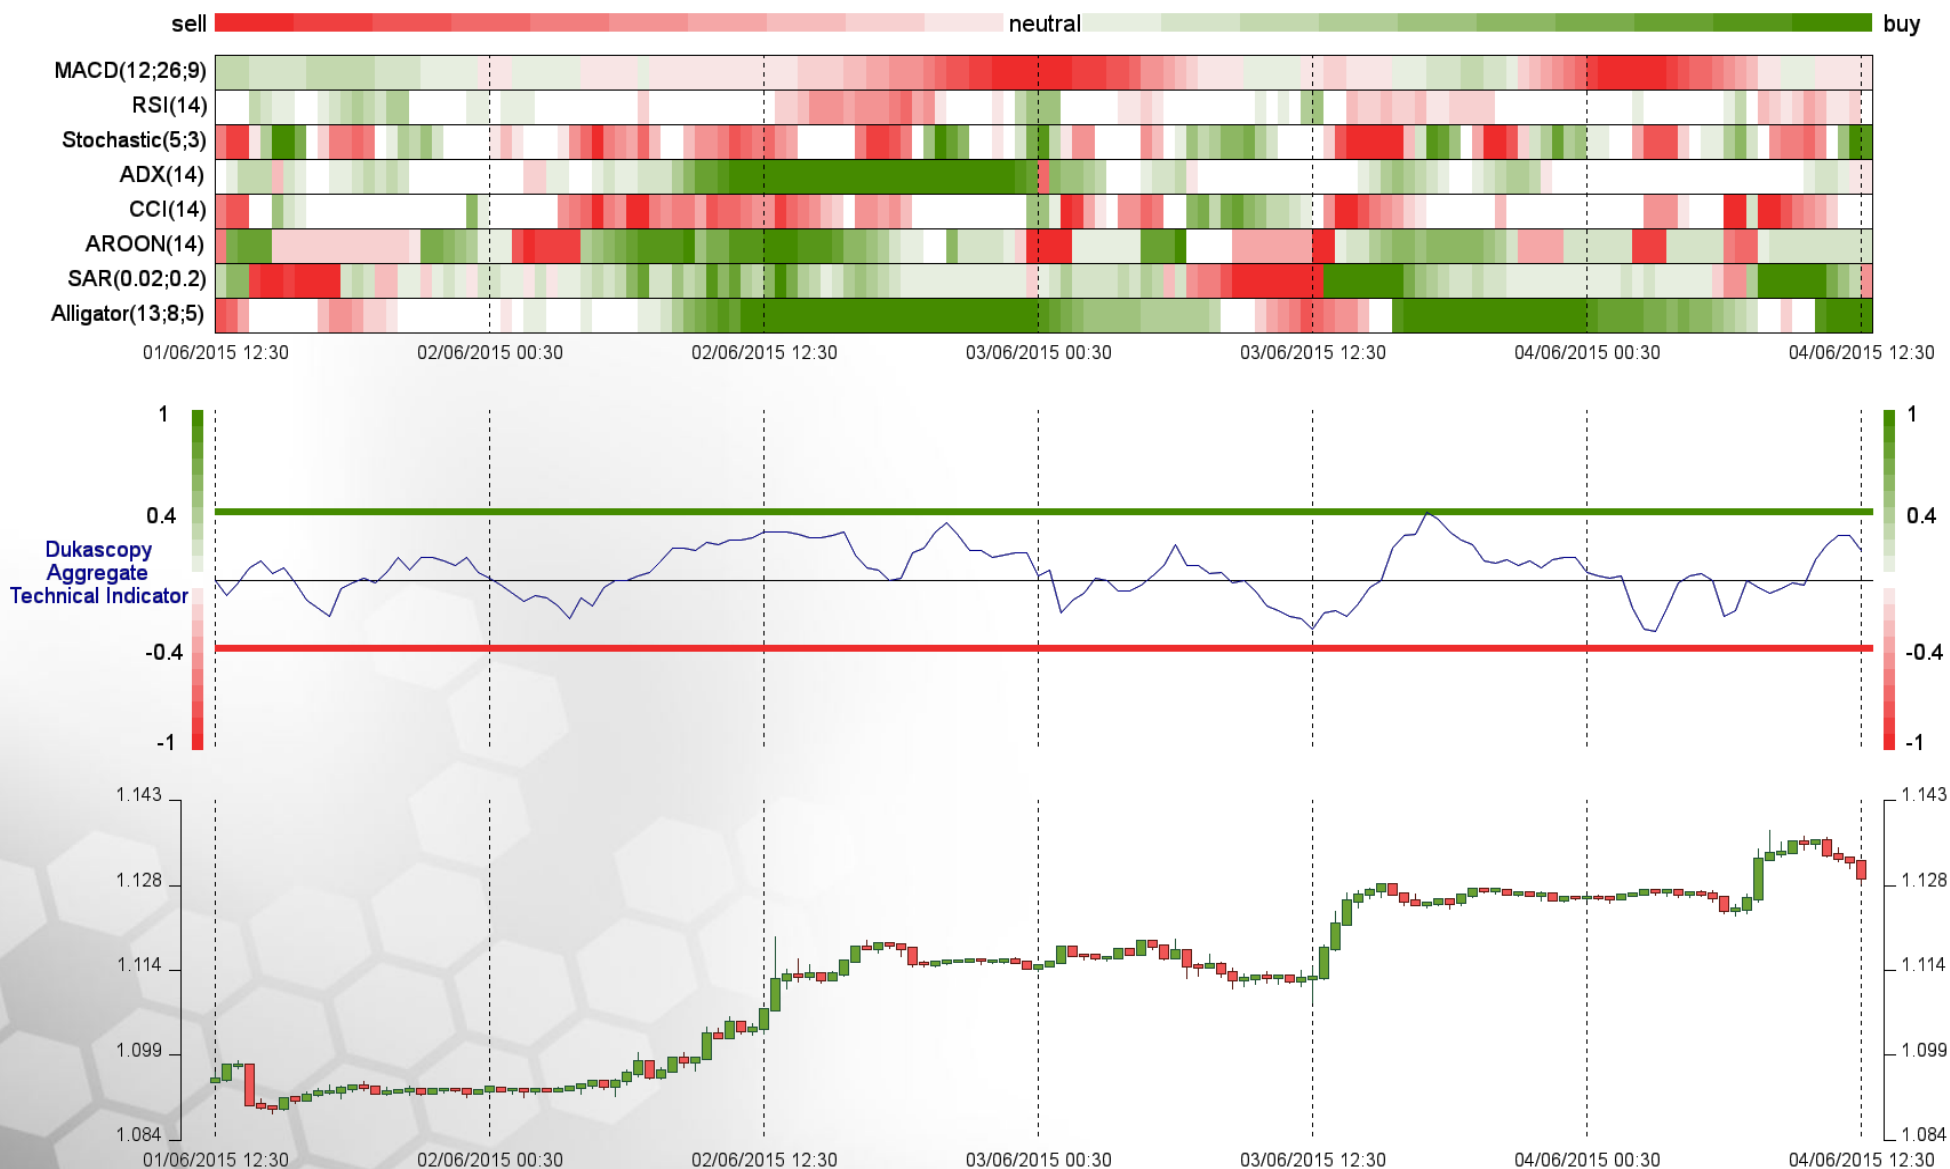 sell neutral buy
MACD(12;26;9)
RSI(14)
Stochastic(5;3)
ADX(14)
CCI(14)
AROON(14)
SAR(0.02;0.2)
Alligator(13;8;5)
01/06/2015 12:30 02/06/2015 00:30 02/06/2015 12:30 03/06/2015 00:30 03/06/2015 12:30 04/06/2015 00:30 04/06/2015 12:30
1 1
0.4 0.4
Dukascopy
Aggregate
Technical Indicator
-0.4 -0.4
-1 -1
1.143 1.143
1.128 1.128
1.114 1.114
1.099 1.099
1.084 1.084
01/06/2015 12:30 02/06/2015 00:30 02/06/2015 12:30 03/06/2015 00:30 03/06/2015 12:30 04/06/2015 00:30 04/06/2015 12:30